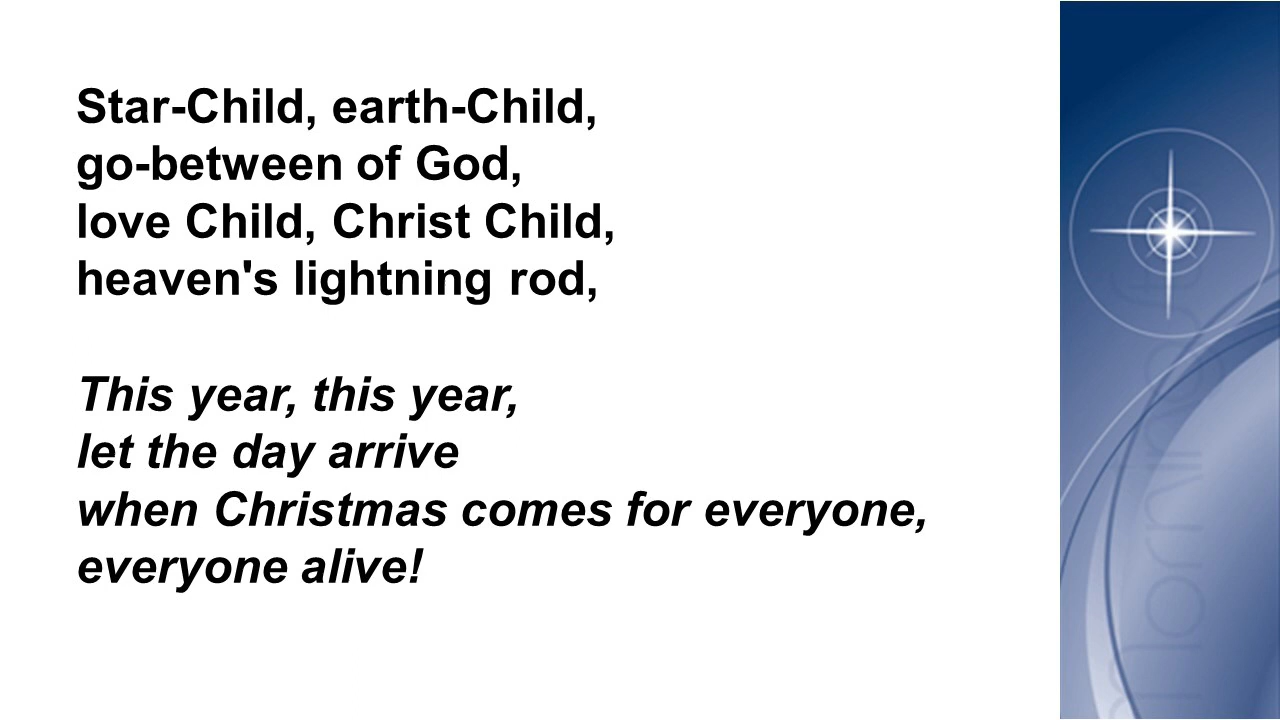 Star-Child, earth-Child,
go-between of God,
love Child, Christ Child,
heaven's lightning rod,
This year, this year,
let the day arrive
when Christmas comes for everyone,
everyone alive!